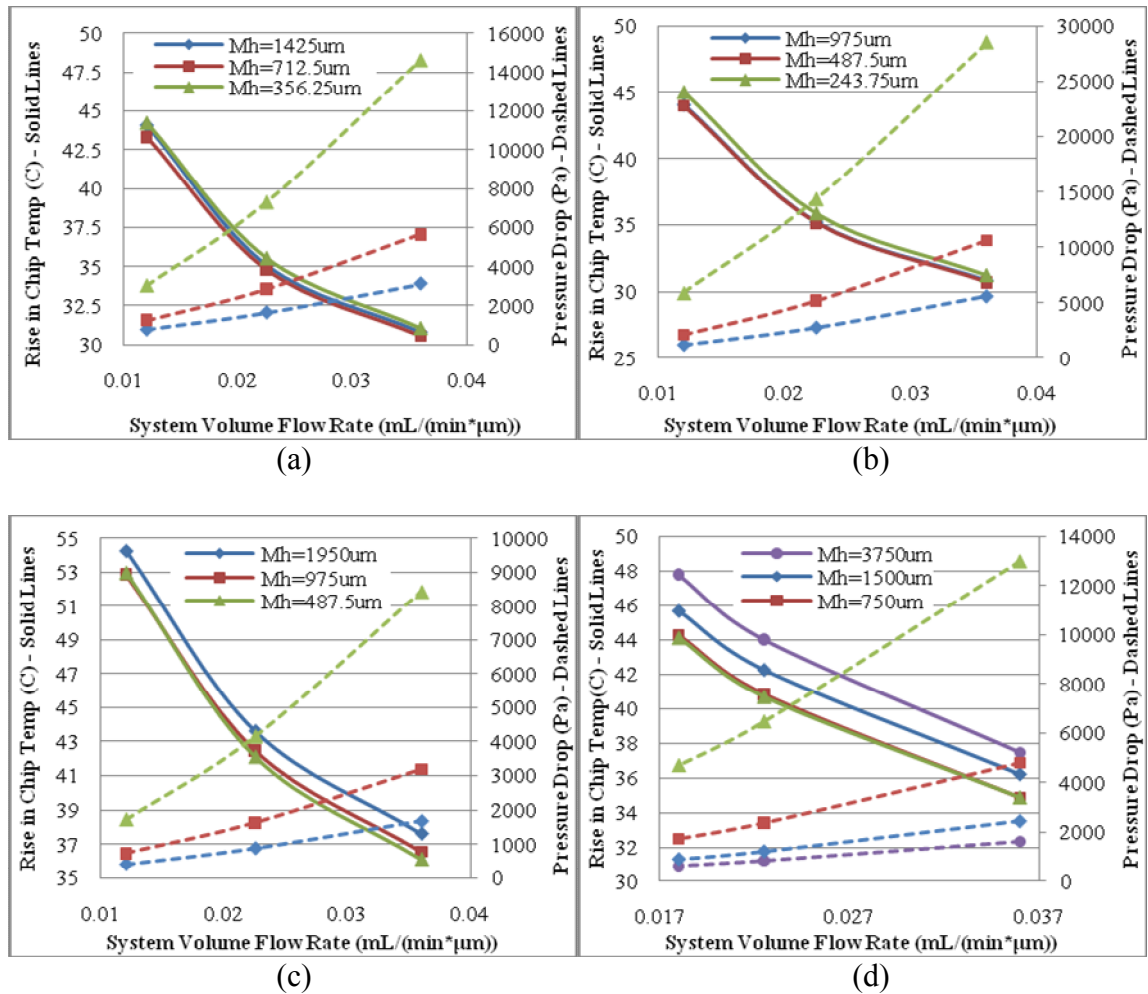 Rise in Chip Temp (C) - Solid Lines
50
47.5
45
42.5
40
37.5
35
32.5
30
Mh=1425um
Mh=712.5um
Mh=356.25um
16000
14000
12000
10000
8000
6000
4000
2000
0
Pressure Drop (Pa) - Dashed Lines
0.01 0.02 0.03 0.04
System Volume Flow Rate (mL/(min*µm))
(a)
Rise in Chip Temp (C) - Solid Lines
50
45
40
35
30
25
Mh=975um
Mh=487.5um
Mh=243.75um
30000
25000
20000
15000
10000
5000
0
Pressure Drop (Pa) - Dashed Lines
0.01 0.02 0.03 0.04
System Volume Flow Rate (mL/(min*µm))
(b)
Rise in Chip Temp (C) - Solid Lines
55
53
51
49
47
45
43
41
39
37
35
Mh=1950um
Mh=975um
Mh=487.5um
10000
9000
8000
7000
6000
5000
4000
3000
2000
1000
0
Pressure Drop (Pa) - Dashed Lines
0.01 0.02 0.03 0.04
System Volume Flow Rate (mL/(min*µm))
(c)
Rise in Chip Temp (C) - Solid Lines
50
48
46
44
42
40
38
36
34
32
30
Mh=3750um
Mh=1500um
Mh=750um
14000
12000
10000
8000
6000
4000
2000
0
Pressure Drop (Pa) - Dashed Lines
0.017 0.027 0.037
System Volume Flow Rate (mL/(min*µm))
(d)